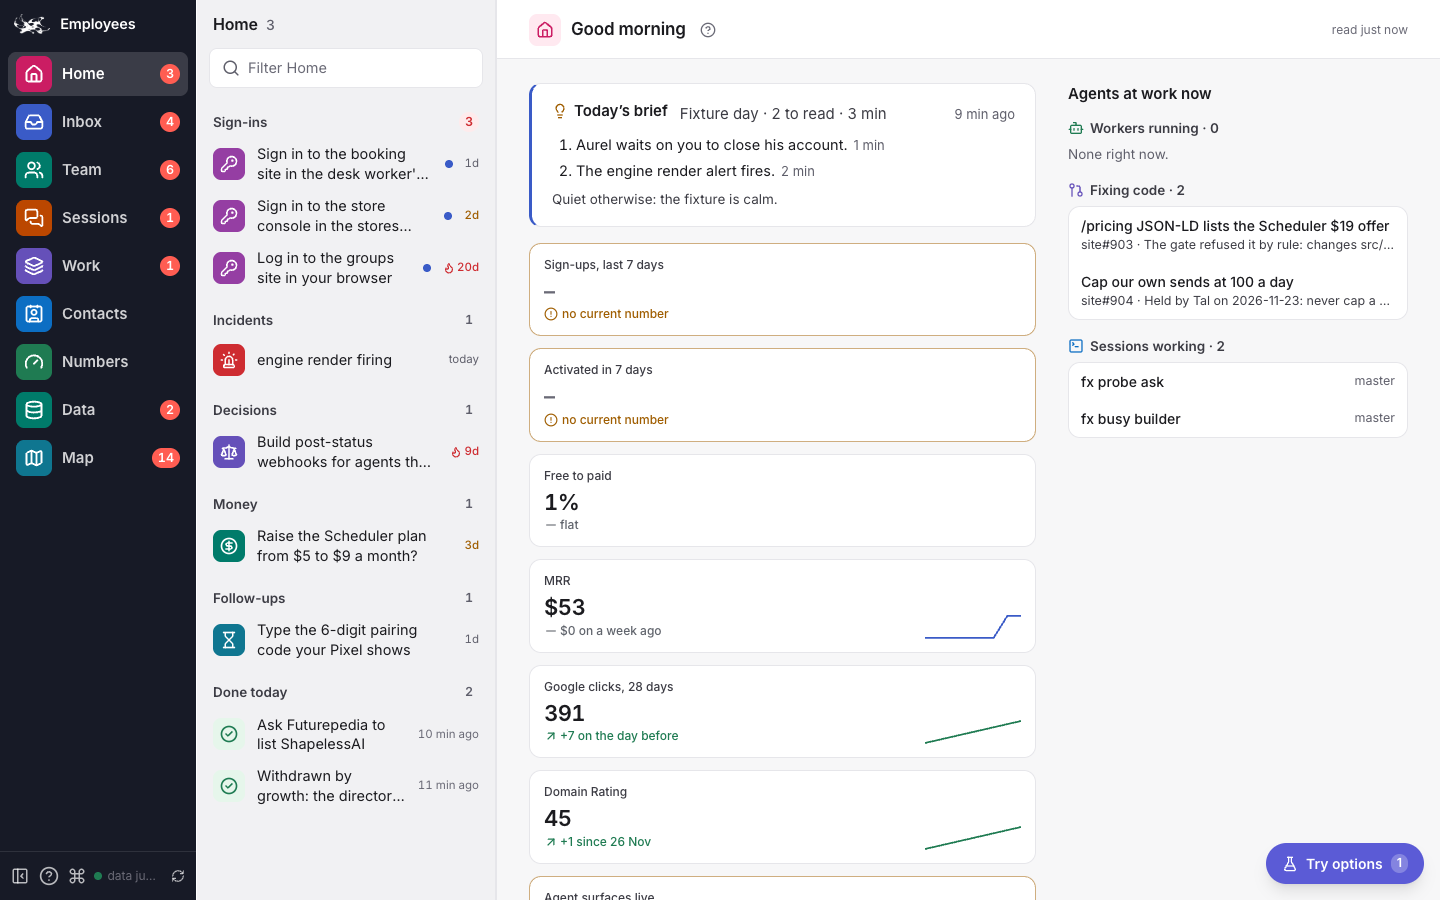 Employees
Home 3
Inbox 4
Team 6
Sessions 1
Work 1
Contacts
Numbers
Data 2
Map 14
data ju...
Home 3
Filter Home
Sign-ins 3
Sign in to the booking
site in the desk worker'... 1d
Sign in to the store
console in the stores... 2d
Log in to the groups
site in your browser 20d
Incidents 1
engine render firing today
Decisions 1
Build post-status
webhooks for agents th... 9d
Money 1
Raise the Scheduler plan
from $5 to $9 a month? 3d
Follow-ups 1
Type the 6-digit pairing
code your Pixel shows 1d
Done today 2
Ask Futurepedia to
list ShapelessAI 10 min ago
Withdrawn by
growth: the director... 11 min ago
Good morning
read just now
Today's brief Fixture day · 2 to read · 3 min 9 min ago
1. Aurel waits on you to close his account. 1 min
2. The engine render alert fires. 2 min
Quiet otherwise: the fixture is calm.
Sign-ups, last 7 days
–
no current number
Activated in 7 days
–
no current number
Free to paid
1%
— flat
MRR
$53
— $0 on a week ago
Google clicks, 28 days
391
+7 on the day before
Domain Rating
45
+1 since 26 Nov
Agent surfaces live
Agents at work now
Workers running · 0
None right now.
Fixing code · 2
/pricing JSON-LD lists the Scheduler $19 offer
site#903 · The gate refused it by rule: changes src/...
Cap our own sends at 100 a day
site#904 · Held by Tal on 2026-11-23: never cap a ...
Sessions working · 2
fx probe ask master
fx busy builder master
Try options 1